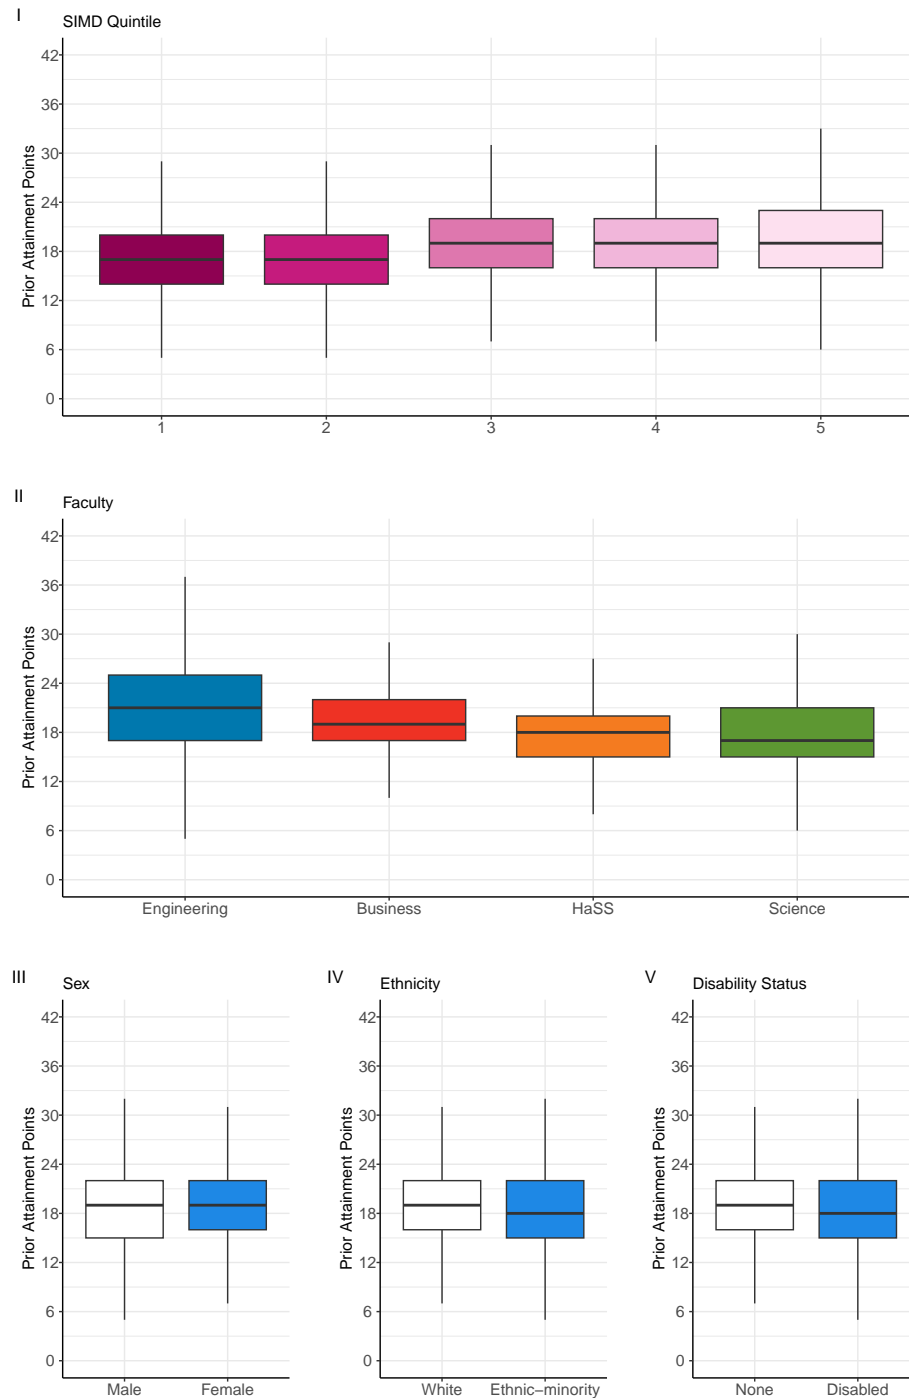 I
SIMD Quintile
Prior Attainment Points
42
36
30
24
18
12
6
0
1 2 3 4 5
II
Faculty
Prior Attainment Points
42
36
30
24
18
12
6
0
Engineering Business HaSS Science
III
Sex
Prior Attainment Points
42
36
30
24
18
12
6
0
Male Female
IV
Ethnicity
Prior Attainment Points
42
36
30
24
18
12
6
0
White Ethnic−minority
V
Disability Status
Prior Attainment Points
42
36
30
24
18
12
6
0
None Disabled